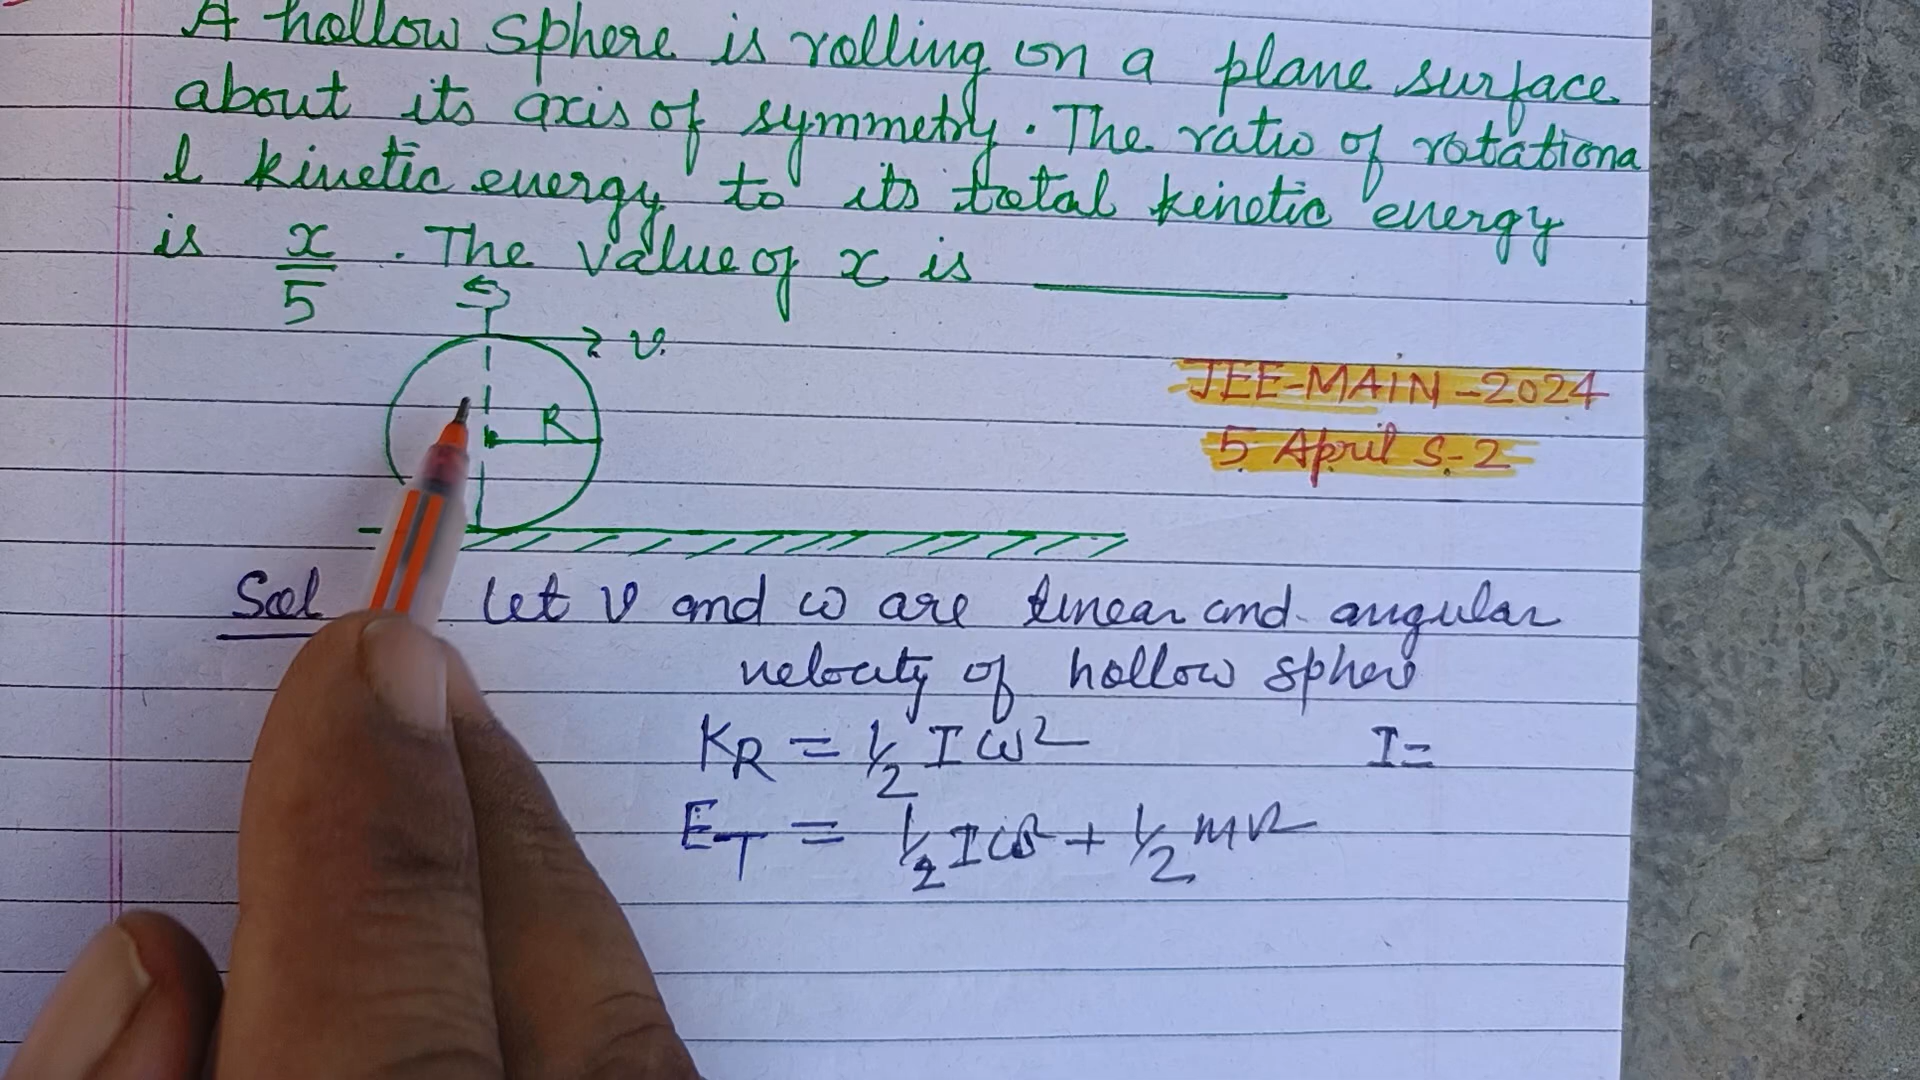 A hollow sphere is rolling on a plane surface
about its axis of symmetry. The ratio of rotationa
l kinetic energy to its total kinetic energy
is x/5 . The value of x is ________
v.
R
JEE-MAIN-2024
5 April S-2
Sol let v and ω are linear and angular
velocity of hollow sphere
KR = 1/2 I ω² I=
ET = 1/2 Iω² + 1/2 mv²